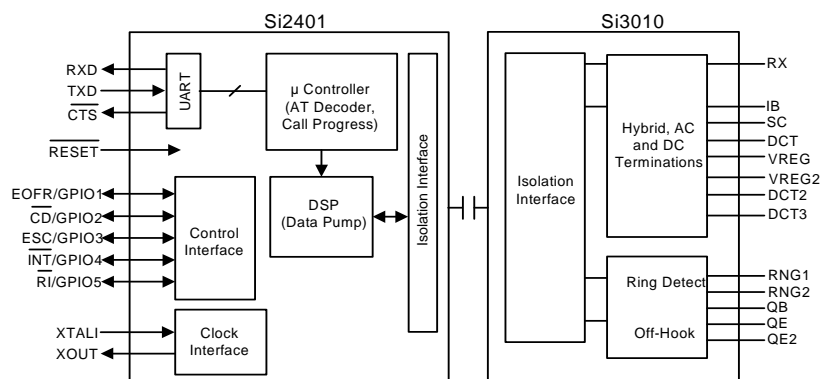 Si2401
Si3010
RXD
TXD
CTS
RESET
EOFR/GPIO1
CD/GPIO2
ESC/GPIO3
INT/GPIO4
RI/GPIO5
XTALI
XOUT
UART
µ Controller
(AT Decoder,
Call Progress)
DSP
(Data Pump)
Control
Interface
Clock
Interface
Isolation Interface
Isolation
Interface
Hybrid, AC
and DC
Terminations
Ring Detect
Off-Hook
RX
IB
SC
DCT
VREG
VREG2
DCT2
DCT3
RNG1
RNG2
QB
QE
QE2